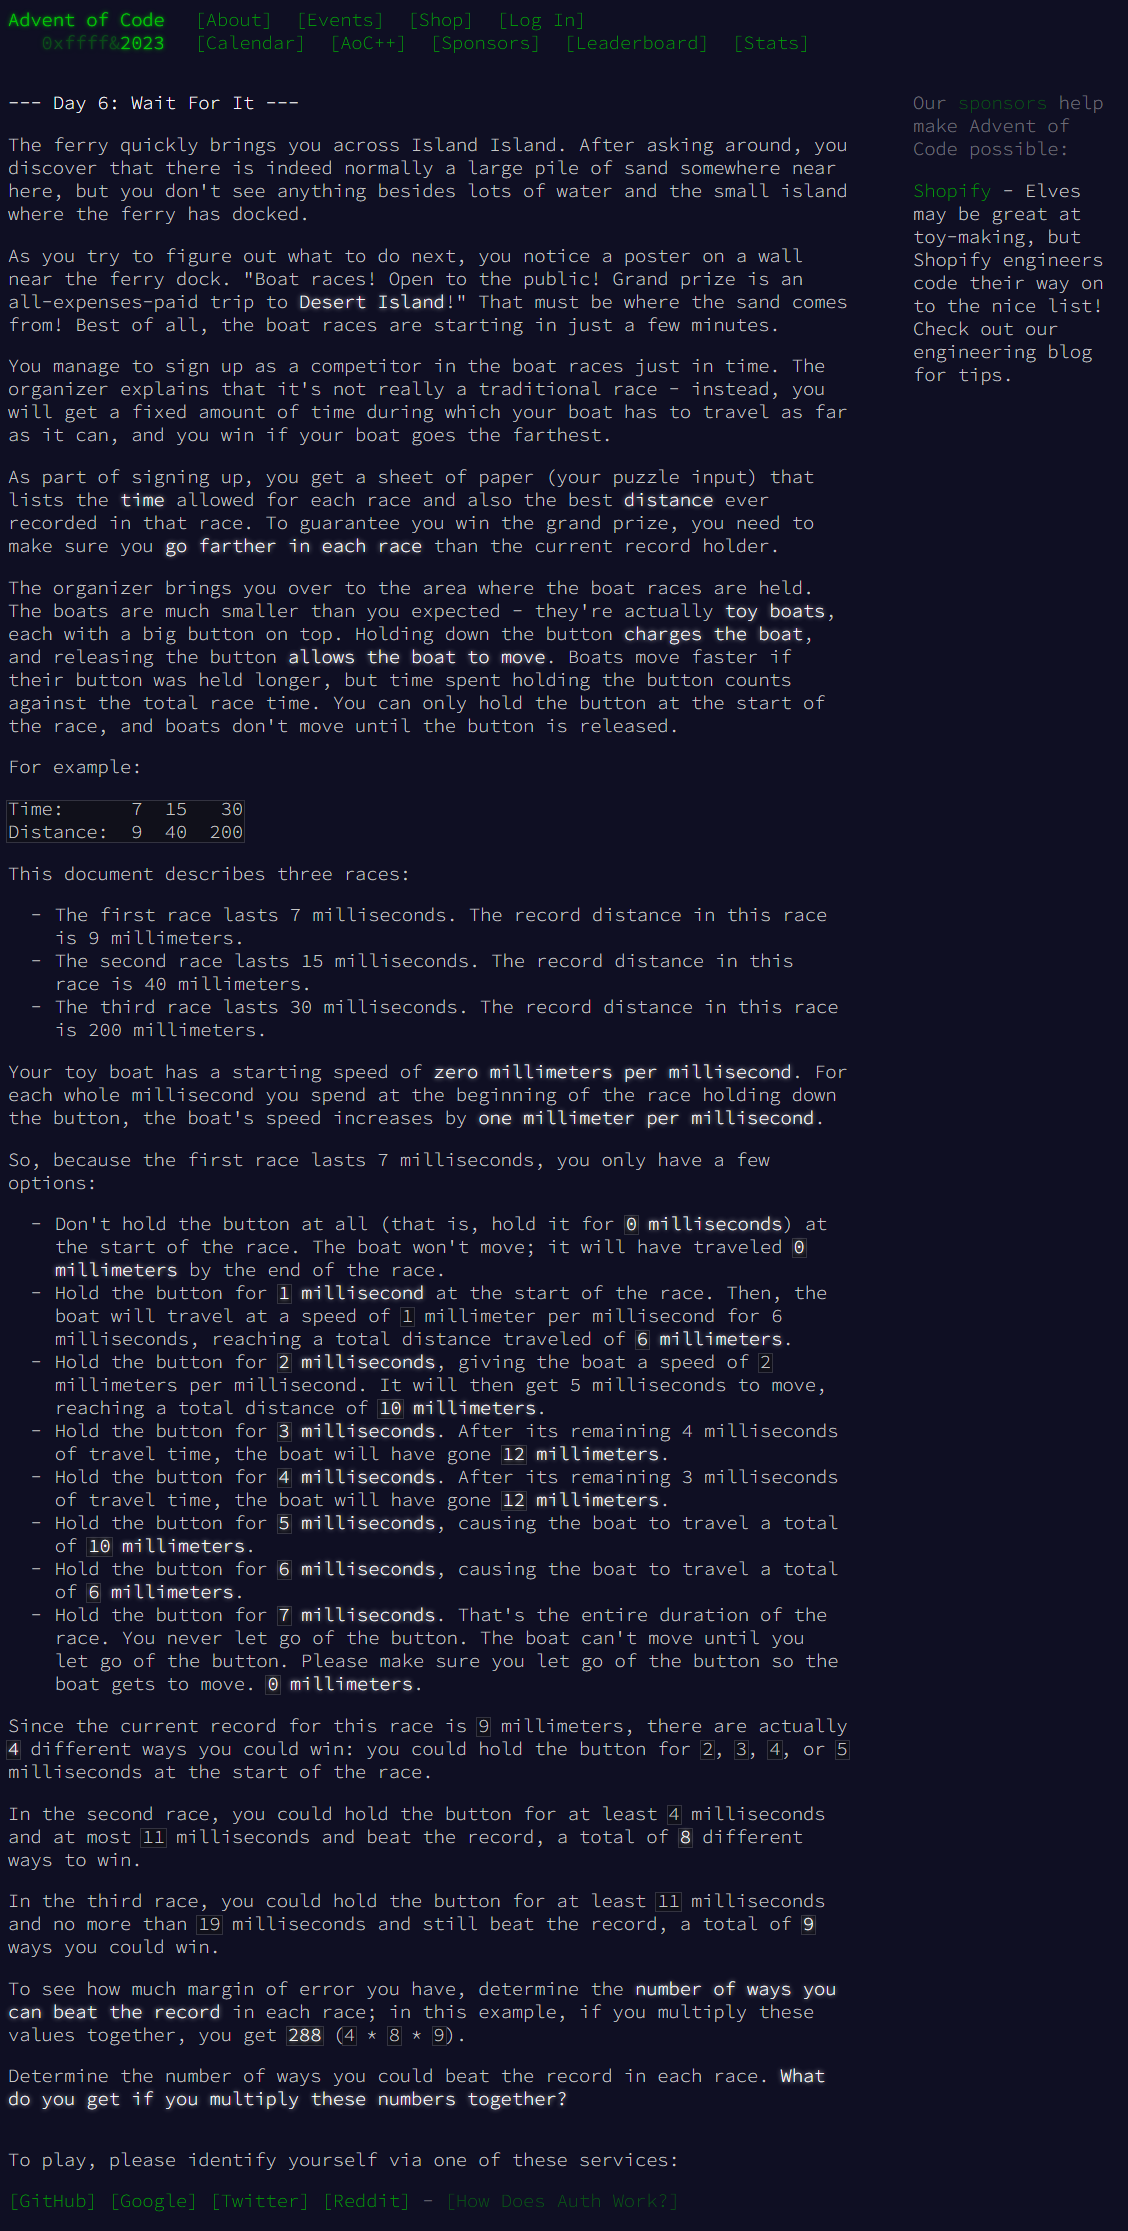 Advent of Code [About] [Events] [Shop] [Log In]
0xffff&2023 [Calendar] [AoC++] [Sponsors] [Leaderboard] [Stats]
--- Day 6: Wait For It ---
The ferry quickly brings you across Island Island. After asking around, you
discover that there is indeed normally a large pile of sand somewhere near
here, but you don't see anything besides lots of water and the small island
where the ferry has docked.
As you try to figure out what to do next, you notice a poster on a wall
near the ferry dock. "Boat races! Open to the public! Grand prize is an
all-expenses-paid trip to Desert Island!" That must be where the sand comes
from! Best of all, the boat races are starting in just a few minutes.
You manage to sign up as a competitor in the boat races just in time. The
organizer explains that it's not really a traditional race - instead, you
will get a fixed amount of time during which your boat has to travel as far
as it can, and you win if your boat goes the farthest.
As part of signing up, you get a sheet of paper (your puzzle input) that
lists the time allowed for each race and also the best distance ever
recorded in that race. To guarantee you win the grand prize, you need to
make sure you go farther in each race than the current record holder.
The organizer brings you over to the area where the boat races are held.
The boats are much smaller than you expected - they're actually toy boats,
each with a big button on top. Holding down the button charges the boat,
and releasing the button allows the boat to move. Boats move faster if
their button was held longer, but time spent holding the button counts
against the total race time. You can only hold the button at the start of
the race, and boats don't move until the button is released.
For example:
Time:      7  15   30
Distance:  9  40  200
This document describes three races:
- The first race lasts 7 milliseconds. The record distance in this race
is 9 millimeters.
- The second race lasts 15 milliseconds. The record distance in this
race is 40 millimeters.
- The third race lasts 30 milliseconds. The record distance in this race
is 200 millimeters.
Your toy boat has a starting speed of zero millimeters per millisecond. For
each whole millisecond you spend at the beginning of the race holding down
the button, the boat's speed increases by one millimeter per millisecond.
So, because the first race lasts 7 milliseconds, you only have a few
options:
- Don't hold the button at all (that is, hold it for 0 milliseconds) at
the start of the race. The boat won't move; it will have traveled 0
millimeters by the end of the race.
- Hold the button for 1 millisecond at the start of the race. Then, the
boat will travel at a speed of 1 millimeter per millisecond for 6
milliseconds, reaching a total distance traveled of 6 millimeters.
- Hold the button for 2 milliseconds, giving the boat a speed of 2
millimeters per millisecond. It will then get 5 milliseconds to move,
reaching a total distance of 10 millimeters.
- Hold the button for 3 milliseconds. After its remaining 4 milliseconds
of travel time, the boat will have gone 12 millimeters.
- Hold the button for 4 milliseconds. After its remaining 3 milliseconds
of travel time, the boat will have gone 12 millimeters.
- Hold the button for 5 milliseconds, causing the boat to travel a total
of 10 millimeters.
- Hold the button for 6 milliseconds, causing the boat to travel a total
of 6 millimeters.
- Hold the button for 7 milliseconds. That's the entire duration of the
race. You never let go of the button. The boat can't move until you
let go of the button. Please make sure you let go of the button so the
boat gets to move. 0 millimeters.
Since the current record for this race is 9 millimeters, there are actually
4 different ways you could win: you could hold the button for 2, 3, 4, or 5
milliseconds at the start of the race.
In the second race, you could hold the button for at least 4 milliseconds
and at most 11 milliseconds and beat the record, a total of 8 different
ways to win.
In the third race, you could hold the button for at least 11 milliseconds
and no more than 19 milliseconds and still beat the record, a total of 9
ways you could win.
To see how much margin of error you have, determine the number of ways you
can beat the record in each race; in this example, if you multiply these
values together, you get 288 (4 * 8 * 9).
Determine the number of ways you could beat the record in each race. What
do you get if you multiply these numbers together?
To play, please identify yourself via one of these services:
[GitHub] [Google] [Twitter] [Reddit] - [How Does Auth Work?]
Our sponsors help
make Advent of
Code possible:
Shopify - Elves
may be great at
toy-making, but
Shopify engineers
code their way on
to the nice list!
Check out our
engineering blog
for tips.